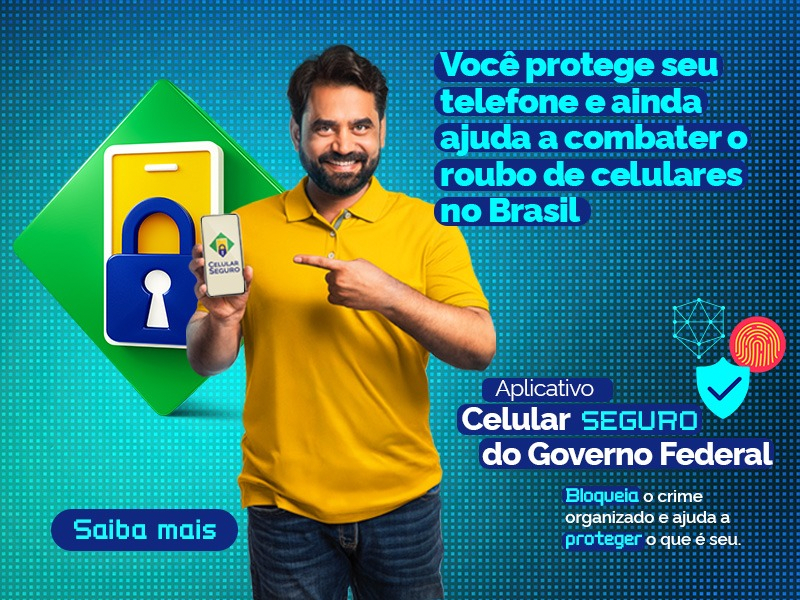 Você protege seu
telefone e ainda
ajuda a combater o
roubo de celulares
no Brasil
CELULAR
SEGURO
Aplicativo
Celular SEGURO
do Governo Federal
Bloqueia o crime
organizado e ajuda a
proteger o que é seu.
Saiba mais